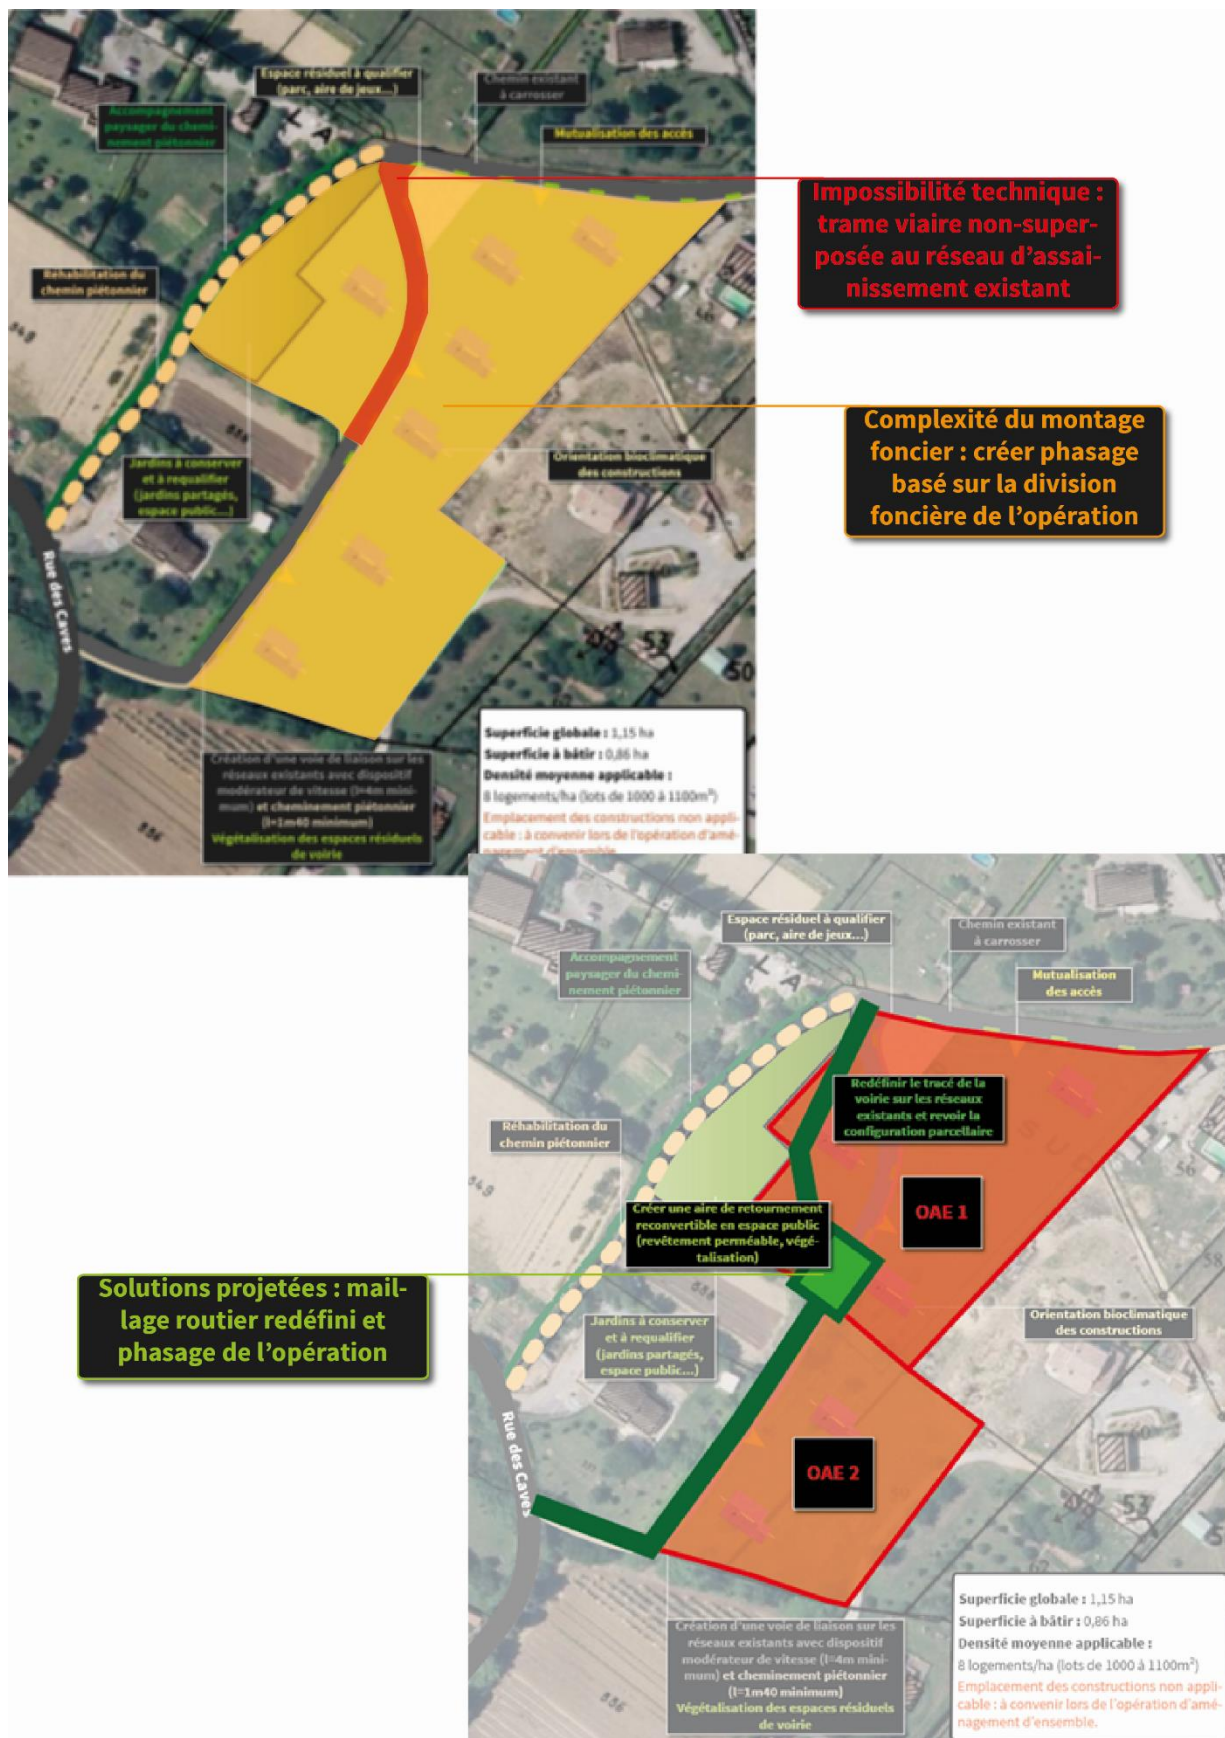 Espace résiduel à qualifier
(parc, aire de jeux...)
Chemin existant
à carrosser
Accompagnement
paysager du chemi-
nement piétonnier
Mutualisation des accès
Impossibilité technique :
trame viaire non-super-
posée au réseau d'assai-
nissement existant
Réhabilitation du
chemin piétonnier
549
46
Complexité du montage
foncier : créer phasage
basé sur la division
foncière de l'opération
Orientation bioclimatique
des constructions
Jardins à conserver
et à requalifier
(jardins partagés,
espace public...)
Rue des Caves
53
50
Superficie globale : 1,15 ha
Superficie à bâtir : 0,86 ha
Densité moyenne applicable :
8 logements/ha (lots de 1000 à 1100m²)
Emplacement des constructions non appli-
cable : à convenir lors de l'opération d'amé-
nagement d'ensemble.
Création d'une voie de liaison sur les
réseaux existants avec dispositif
modérateur de vitesse (l=4m mini-
mum) et cheminement piétonnier
(l=1m40 minimum)
Végétalisation des espaces résiduels
de voirie
836
Espace résiduel à qualifier
(parc, aire de jeux...)
Chemin existant
à carrosser
Accompagnement
paysager du chemi-
nement piétonnier
Mutualisation
des accès
Redéfinir le tracé de la
voirie sur les réseaux
existants et revoir la
configuration parcellaire
Réhabilitation du
chemin piétonnier
549
46
OAE 1
Créer une aire de retournement
reconvertible en espace public
(revêtement perméable, végé-
talisation)
58
Solutions projetées : mail-
lage routier redéfini et
phasage de l'opération
Jardins à conserver
et à requalifier
(jardins partagés,
espace public...)
Orientation bioclimatique
des constructions
Rue des Caves
OAE 2
60
53
62
Superficie globale : 1,15 ha
Superficie à bâtir : 0,86 ha
Densité moyenne applicable :
8 logements/ha (lots de 1000 à 1100m²)
Emplacement des constructions non appli-
cable : à convenir lors de l'opération d'amé-
nagement d'ensemble.
Création d'une voie de liaison sur les
réseaux existants avec dispositif
modérateur de vitesse (l=4m mini-
mum) et cheminement piétonnier
(l=1m40 minimum)
Végétalisation des espaces résiduels
de voirie
836